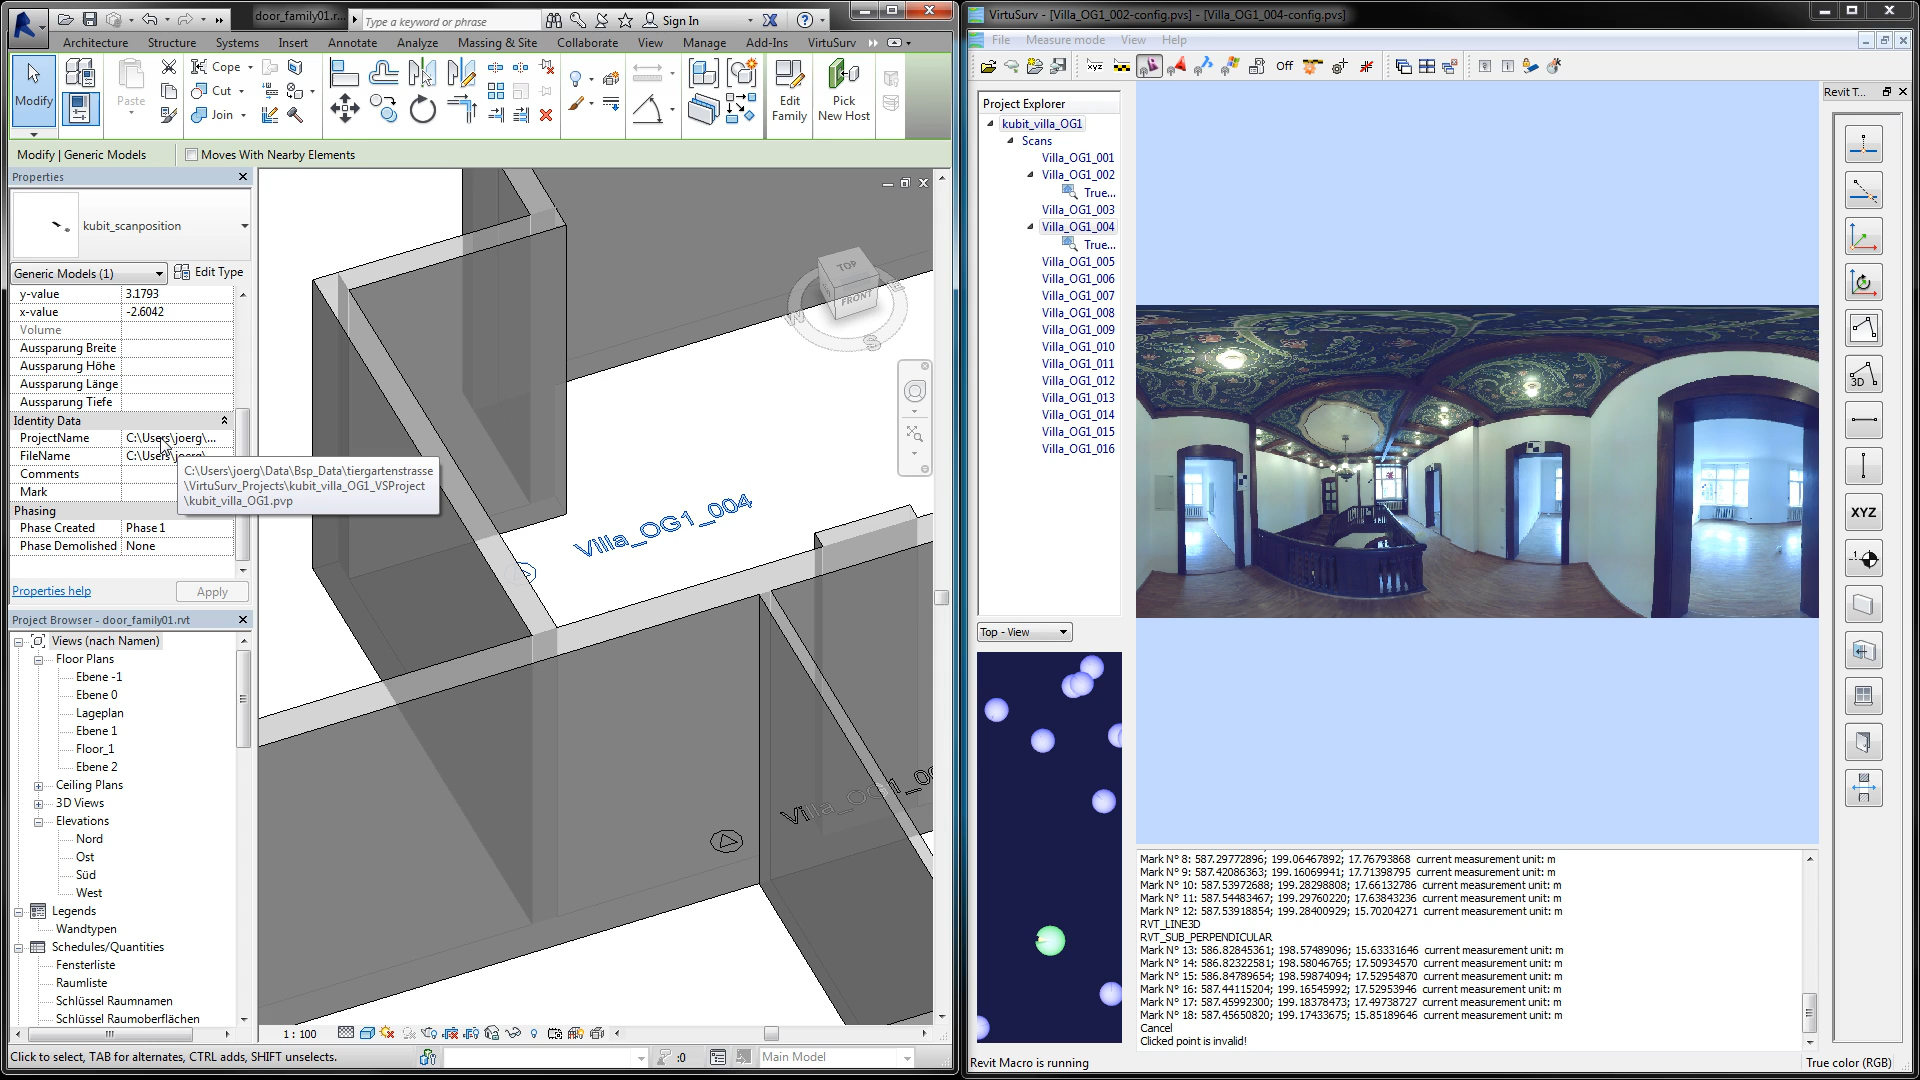 door_family01.r...
Type a keyword or phrase
Sign In
Architecture
Structure
Systems
Insert
Annotate
Analyze
Massing & Site
Collaborate
View
Manage
Add-Ins
VirtuSurv
Modify
Paste
Cope
Cut
Join
Edit
Family
Pick
New Host
Modify | Generic Models
Moves With Nearby Elements
Properties
kubit_scanposition
Generic Models (1)
Edit Type
y-value 3.1793
x-value -2.6042
Volume
Aussparung Breite
Aussparung Höhe
Aussparung Länge
Aussparung Tiefe
Identity Data
ProjectName C:\Users\joerg\...
FileName C:\Users\joerg\...
Comments
Mark
C:\Users\joerg\Data\Bsp_Data\tiergartenstrasse
\VirtuSurv_Projects\kubit_villa_OG1_VSProject
\kubit_villa_OG1.pvp
Phasing
Phase Created Phase 1
Phase Demolished None
Properties help
Apply
Project Browser - door_family01.rvt
Views (nach Namen)
Floor Plans
Ebene -1
Ebene 0
Lageplan
Ebene 1
Floor_1
Ebene 2
Ceiling Plans
3D Views
Elevations
Nord
Ost
Süd
West
Legends
Wandtypen
Schedules/Quantities
Fensterliste
Raumliste
Schlüssel Raumnamen
Schlüssel Raumoberflächen
TOP
FRONT
W
S
Villa_OG1_004
Villa_OG1_00
1 : 100
Click to select, TAB for alternates, CTRL adds, SHIFT unselects.
:0
Main Model
VirtuSurv - [Villa_OG1_002-config.pvs] - [Villa_OG1_004-config.pvs]
File
Measure mode
View
Help
xyz
Off
Project Explorer
kubit_villa_OG1
Scans
Villa_OG1_001
Villa_OG1_002
True...
Villa_OG1_003
Villa_OG1_004
True...
Villa_OG1_005
Villa_OG1_006
Villa_OG1_007
Villa_OG1_008
Villa_OG1_009
Villa_OG1_010
Villa_OG1_011
Villa_OG1_012
Villa_OG1_013
Villa_OG1_014
Villa_OG1_015
Villa_OG1_016
Top - View
Revit T...
3D
XYZ
-1
Mark N° 8: 587.29772896; 199.06467892; 17.76793868 current measurement unit: m
Mark N° 9: 587.42086363; 199.16069941; 17.71398795 current measurement unit: m
Mark N° 10: 587.53972688; 199.28298808; 17.66132786 current measurement unit: m
Mark N° 11: 587.54483467; 199.29760220; 17.63843236 current measurement unit: m
Mark N° 12: 587.53918854; 199.28400929; 15.70204271 current measurement unit: m
RVT_LINE3D
RVT_SUB_PERPENDICULAR
Mark N° 13: 586.82845361; 198.57489096; 15.63331646 current measurement unit: m
Mark N° 14: 586.82322581; 198.58046765; 17.50934570 current measurement unit: m
Mark N° 15: 586.84789654; 198.59874094; 17.52954870 current measurement unit: m
Mark N° 16: 587.44115204; 199.16545992; 17.52953946 current measurement unit: m
Mark N° 17: 587.45992300; 199.18378473; 17.49738727 current measurement unit: m
Mark N° 18: 587.45650820; 199.17433675; 15.85189646 current measurement unit: m
Cancel
Clicked point is invalid!
Revit Macro is running
True color (RGB)